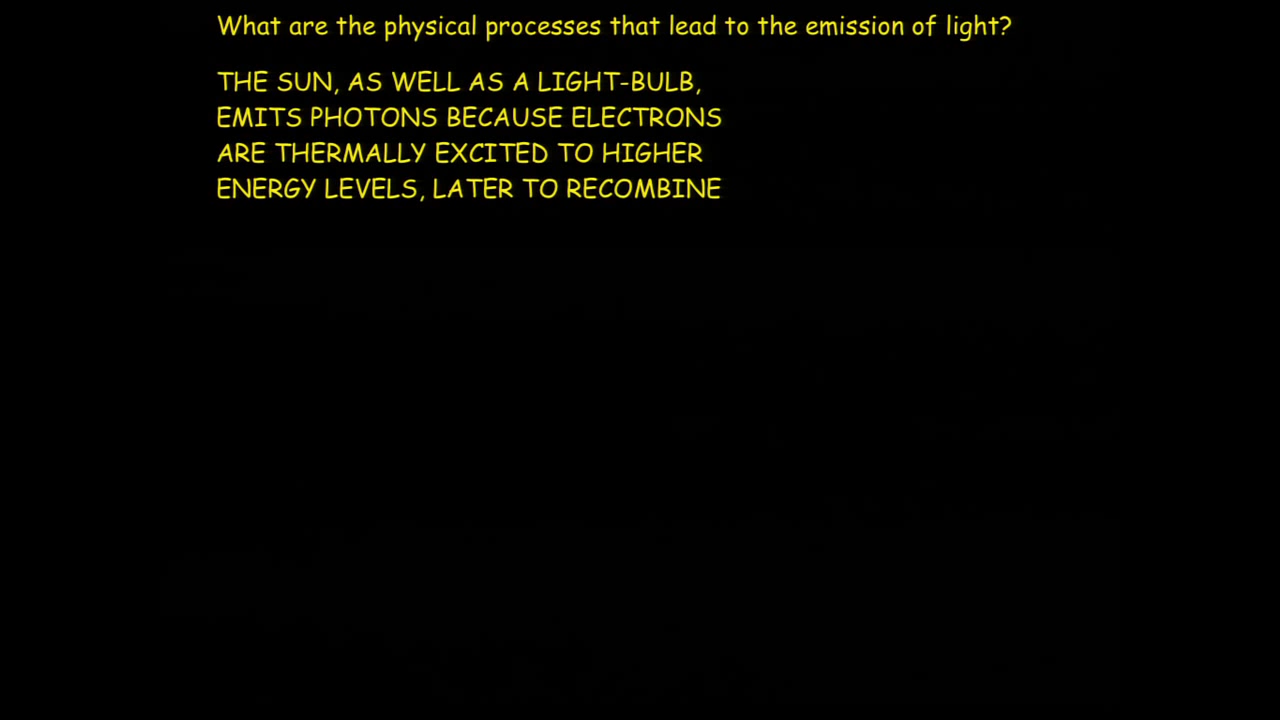 What are the physical processes that lead to the emission of light?
THE SUN, AS WELL AS A LIGHT-BULB,
EMITS PHOTONS BECAUSE ELECTRONS
ARE THERMALLY EXCITED TO HIGHER
ENERGY LEVELS, LATER TO RECOMBINE